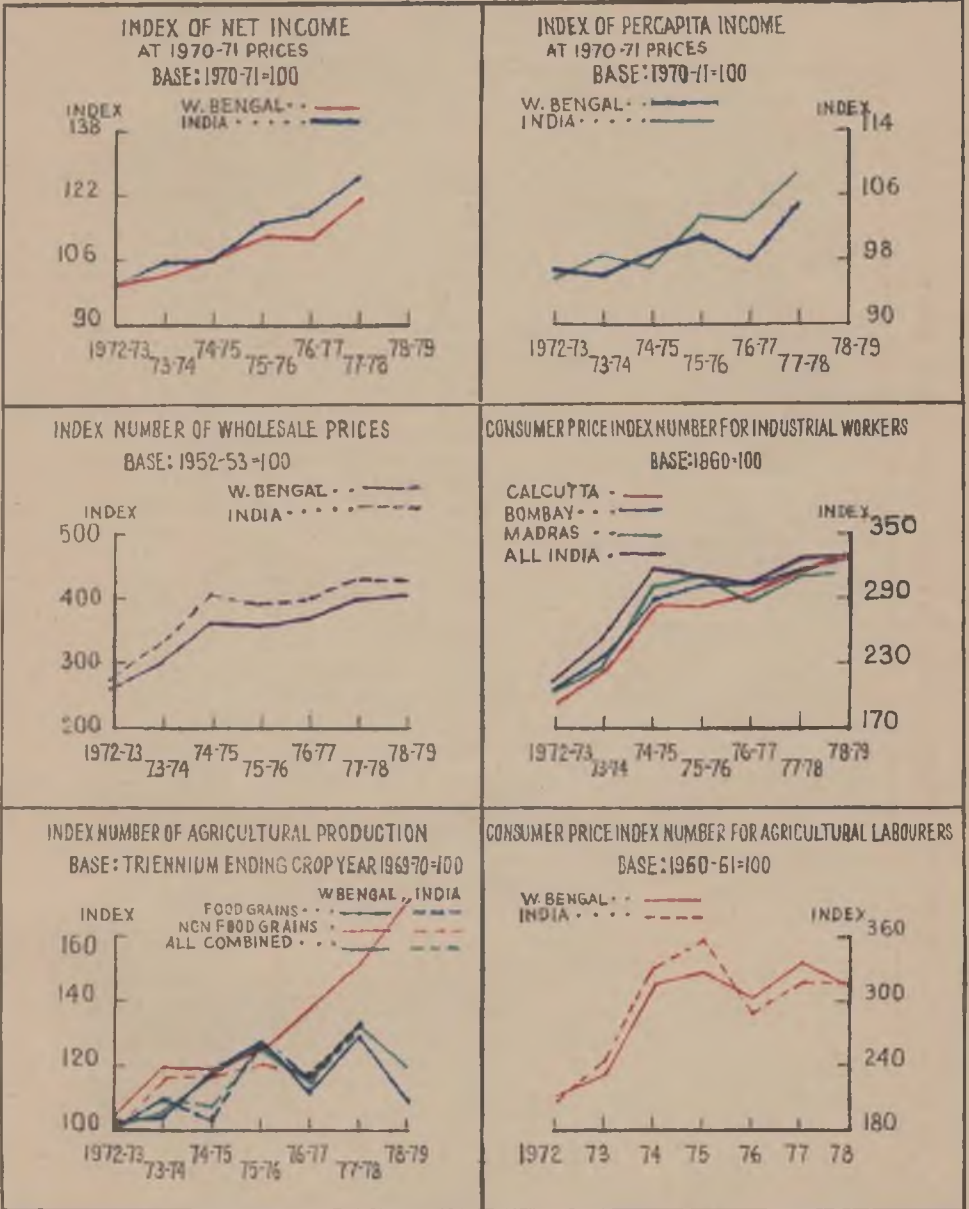 INDEX OF NET INCOME
AT 1970-71 PRICES
BASE: 1970-71=100
INDEX
W. BENGAL
INDIA
138
122
106
90
1972-73 73-74 74-75 75-76 76-77 77-78 78-79
INDEX OF PERCAPITA INCOME
AT 1970-71 PRICES
BASE: 1970-71=100
W. BENGAL
INDIA
INDEX
114
106
98
90
1972-73 73-74 74-75 75-76 76-77 77-78 78-79
INDEX NUMBER OF WHOLESALE PRICES
BASE: 1952-53=100
W. BENGAL
INDIA
INDEX
500
400
300
200
1972-73 73-74 74-75 75-76 76-77 77-78 78-79
CONSUMER PRICE INDEX NUMBER FOR INDUSTRIAL WORKERS
BASE:1860=100
CALCUTTA
BOMBAY
MADRAS
ALL INDIA
INDEX
350
290
230
170
1972-73 73-74 74-75 75-76 76-77 77-78 78-79
INDEX NUMBER OF AGRICULTURAL PRODUCTION
BASE: TRIENNIUM ENDING CROP YEAR 1969-70=100
W BENGAL INDIA
FOOD GRAINS
NON FOOD GRAINS
ALL COMBINED
INDEX
160
140
120
100
1972-73 73-74 74-75 75-76 76-77 77-78 78-79
CONSUMER PRICE INDEX NUMBER FOR AGRICULTURAL LABOURERS
BASE: 1960-61=100
W. BENGAL
INDIA
INDEX
360
300
240
180
1972 73 74 75 76 77 78